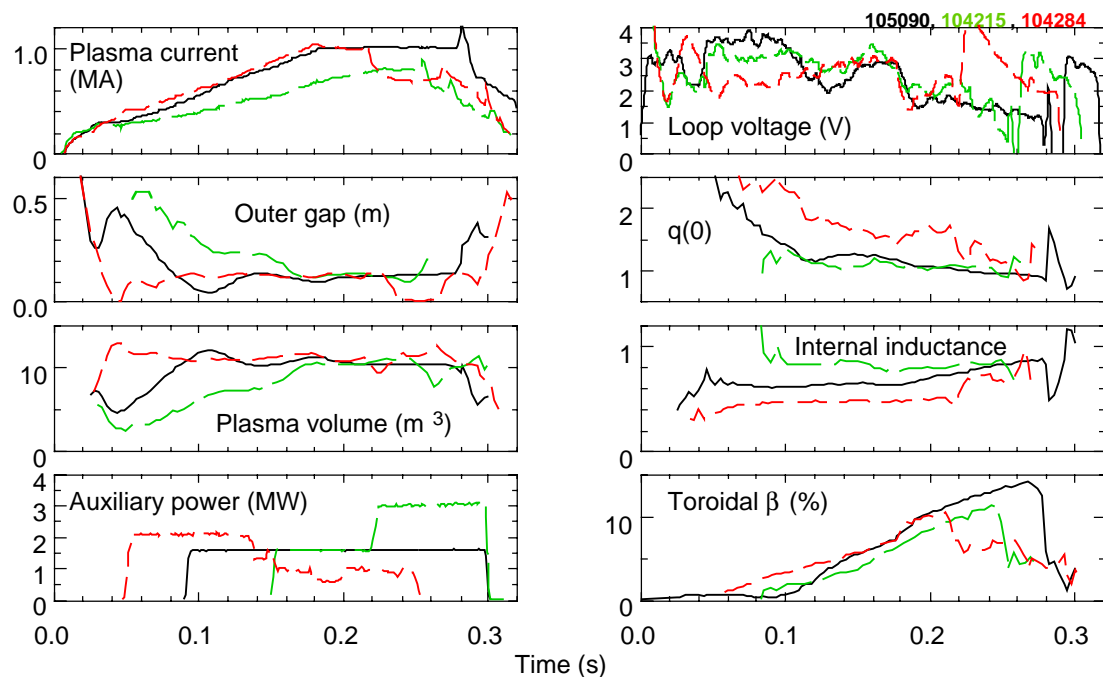 105090, 104215 , 104284
Plasma current
(MA)
1.0
0
Loop voltage (V)
4
3
2
1
0
Outer gap (m)
0.5
0.0
q(0)
2
1
Plasma volume (m 3)
10
0
Internal inductance
1
0
Auxiliary power (MW)
4
3
2
1
0
Toroidal β (%)
10
0
0.0 0.1 0.2 0.3 0.0 0.1 0.2 0.3
Time (s)